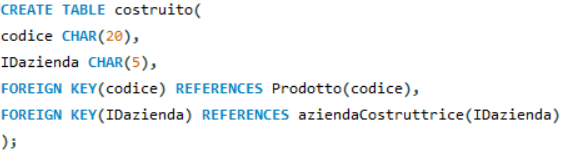 CREATE TABLE costruito(
codice CHAR(20),
IDazienda CHAR(5),
FOREIGN KEY(codice) REFERENCES Prodotto(codice),
FOREIGN KEY(IDazienda) REFERENCES aziendaCostruttrice(IDazienda)
);